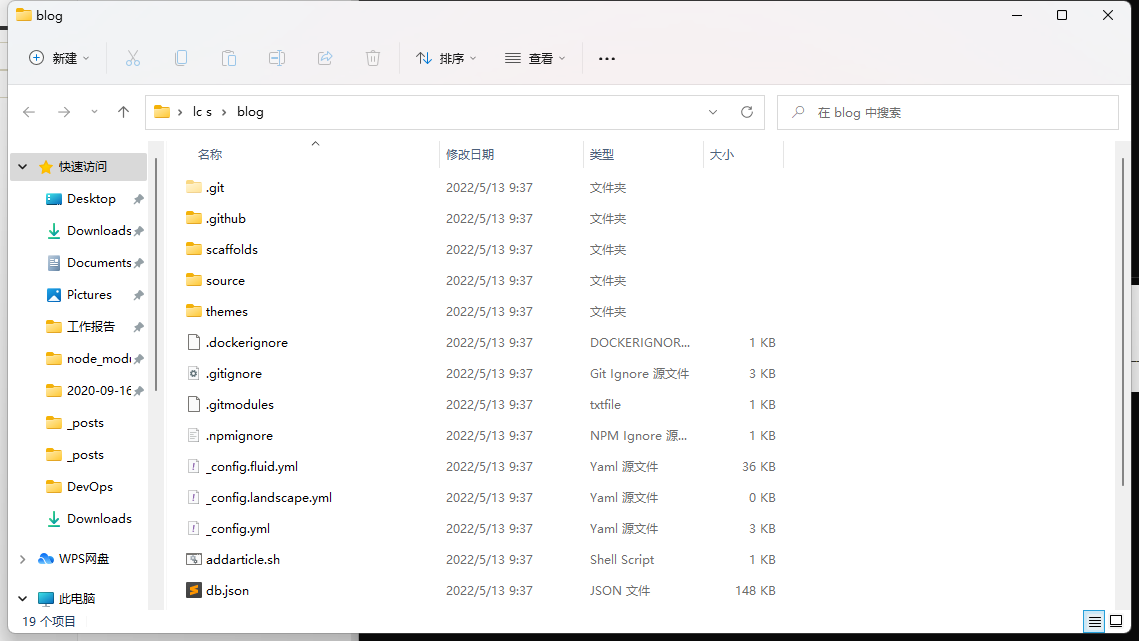 blog
新建
排序
查看
lc s › blog
在 blog 中搜索
名称 修改日期 类型 大小
快速访问
Desktop
Downloads
Documents
Pictures
工作报告
node_modu
2020-09-16
_posts
_posts
DevOps
Downloads
WPS网盘
此电脑
.git 2022/5/13 9:37 文件夹
.github 2022/5/13 9:37 文件夹
scaffolds 2022/5/13 9:37 文件夹
source 2022/5/13 9:37 文件夹
themes 2022/5/13 9:37 文件夹
.dockerignore 2022/5/13 9:37 DOCKERIGNOR... 1 KB
.gitignore 2022/5/13 9:37 Git Ignore 源文件 3 KB
.gitmodules 2022/5/13 9:37 txtfile 1 KB
.npmignore 2022/5/13 9:37 NPM Ignore 源... 1 KB
_config.fluid.yml 2022/5/13 9:37 Yaml 源文件 36 KB
_config.landscape.yml 2022/5/13 9:37 Yaml 源文件 0 KB
_config.yml 2022/5/13 9:37 Yaml 源文件 3 KB
addarticle.sh 2022/5/13 9:37 Shell Script 1 KB
db.json 2022/5/13 9:37 JSON 文件 148 KB
19 个项目